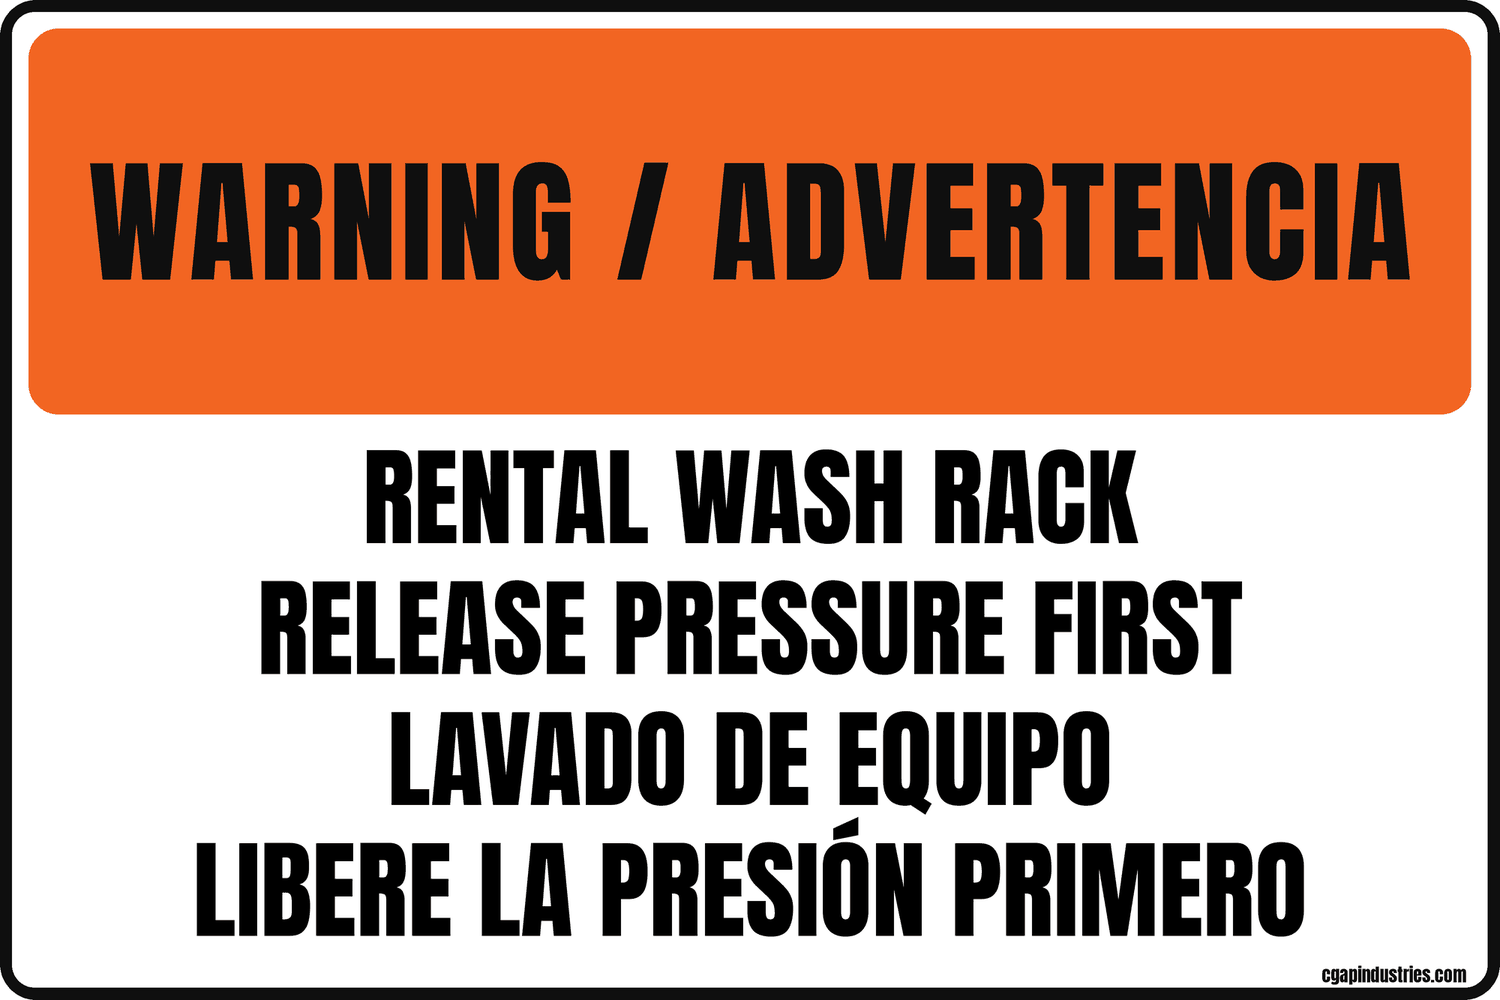 WARNING / ADVERTENCIA
RENTAL WASH RACK
RELEASE PRESSURE FIRST
LAVADO DE EQUIPO
LIBERE LA PRESIÓN PRIMERO
cgapindustries.com